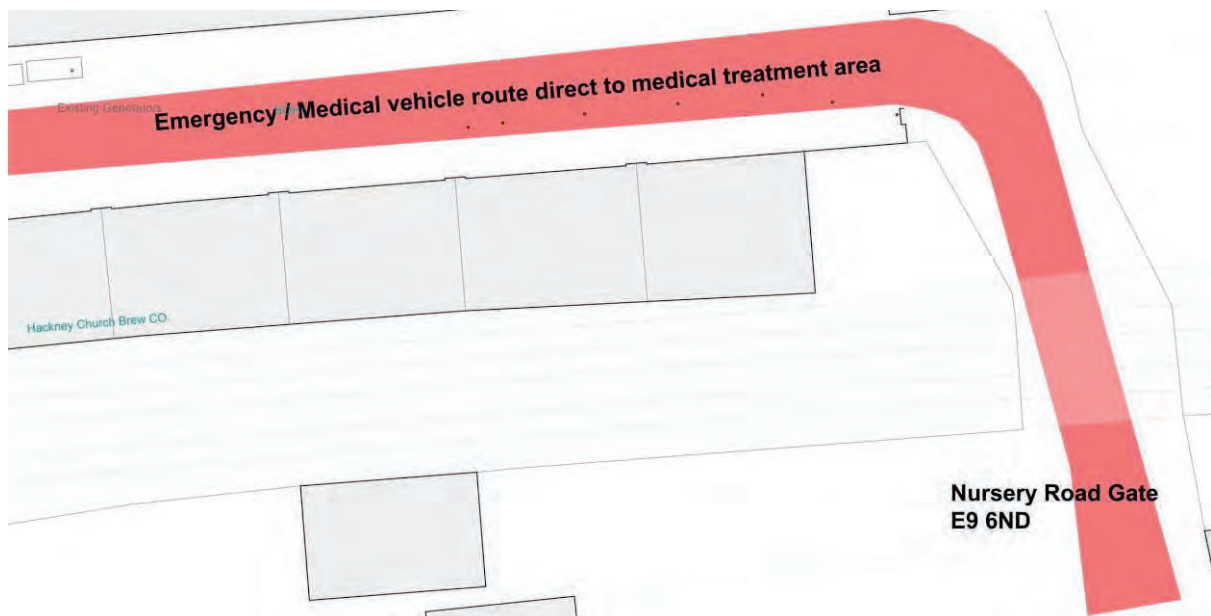 Emergency / Medical vehicle route direct to medical treatment area
Existing Generators
Hackney Church Brew CO.
Nursery Road Gate
E9 6ND